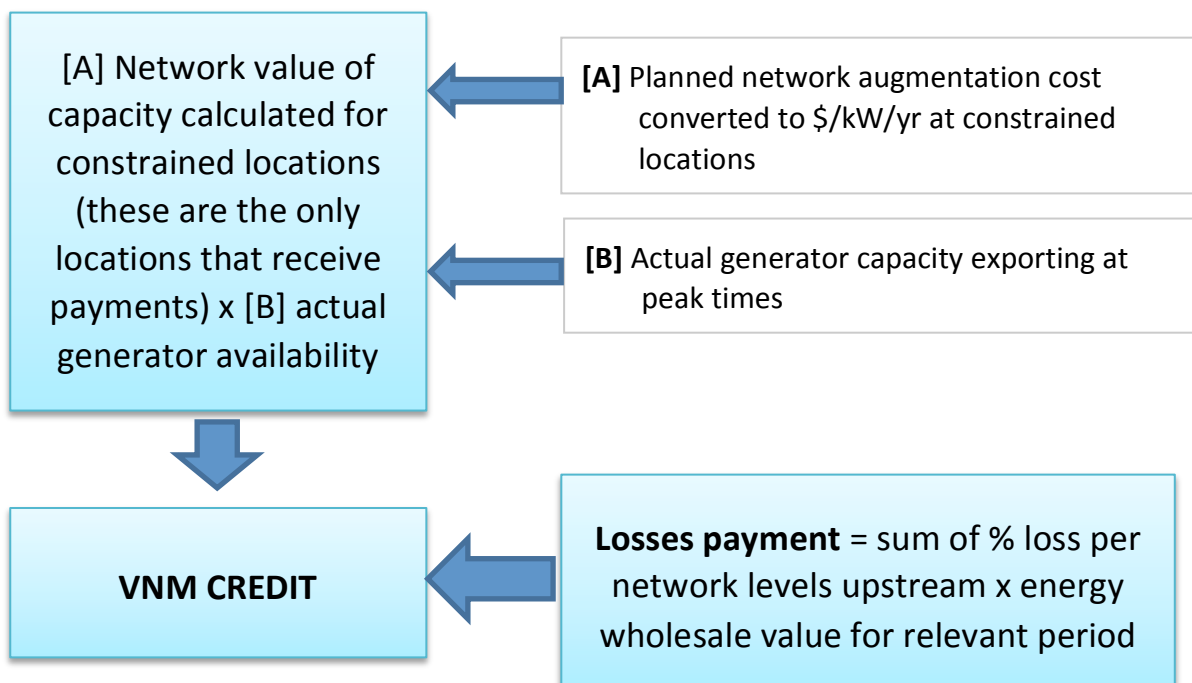 [A] Network value of
capacity calculated for
constrained locations
(these are the only
locations that receive
payments) x [B] actual
generator availability
[A] Planned network augmentation cost
converted to $/kW/yr at constrained
locations
[B] Actual generator capacity exporting at
peak times
VNM CREDIT
Losses payment = sum of % loss per
network levels upstream x energy
wholesale value for relevant period